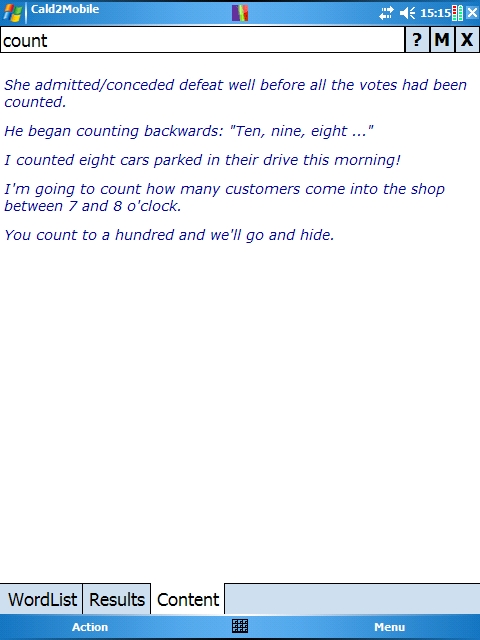 Cald2Mobile
15:15
count
? M X
She admitted/conceded defeat well before all the votes had been
counted.
He began counting backwards: "Ten, nine, eight ..."
I counted eight cars parked in their drive this morning!
I'm going to count how many customers come into the shop
between 7 and 8 o'clock.
You count to a hundred and we'll go and hide.
WordList Results Content
Action Menu